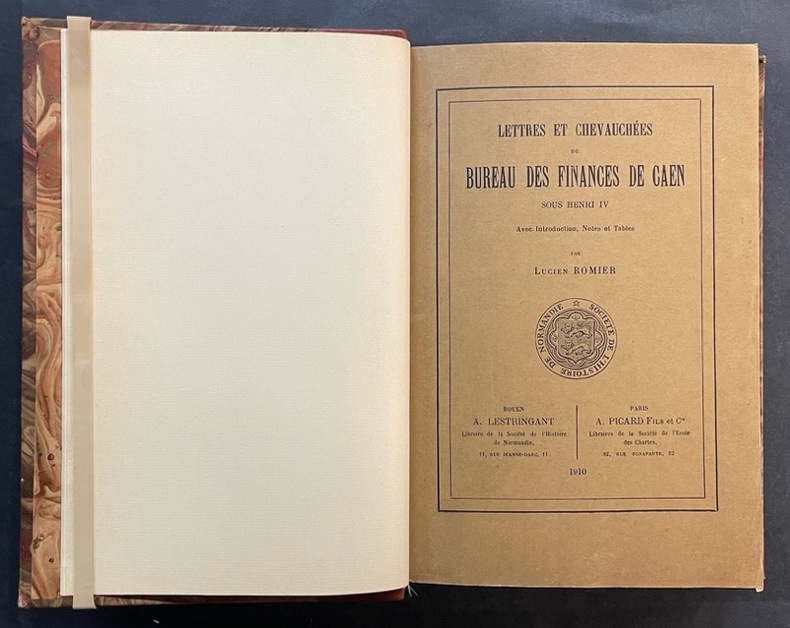 LETTRES ET CHEVAUCHÉES
DU
BUREAU DES FINANCES DE CAEN
SOUS HENRI IV
Avec Introduction, Notes et Tables
PAR
LUCIEN ROMIER
SOCIÉTÉ DE L'HISTOIRE DE NORMANDIE
ROUEN
A. LESTRINGANT
Libraire de la Société de l'Histoire
de Normandie,
11, RUE JEANNE-DARC, 11
PARIS
A. PICARD FILS et Cie
Libraires de la Société de l'Ecole
des Chartes,
82, RUE BONAPARTE, 82
1910